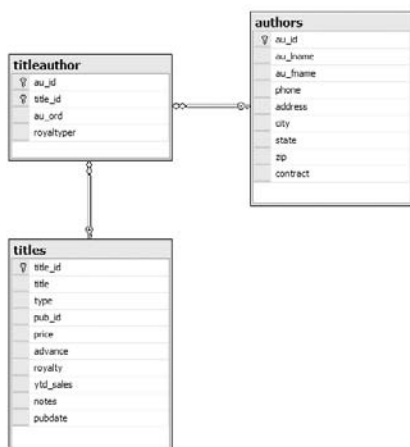 titleauthor
au_id
title_id
au_ord
royaltyper
authors
au_id
au_lname
au_fname
phone
address
city
state
zip
contract
titles
title_id
title
type
pub_id
price
advance
royalty
ytd_sales
notes
pubdate